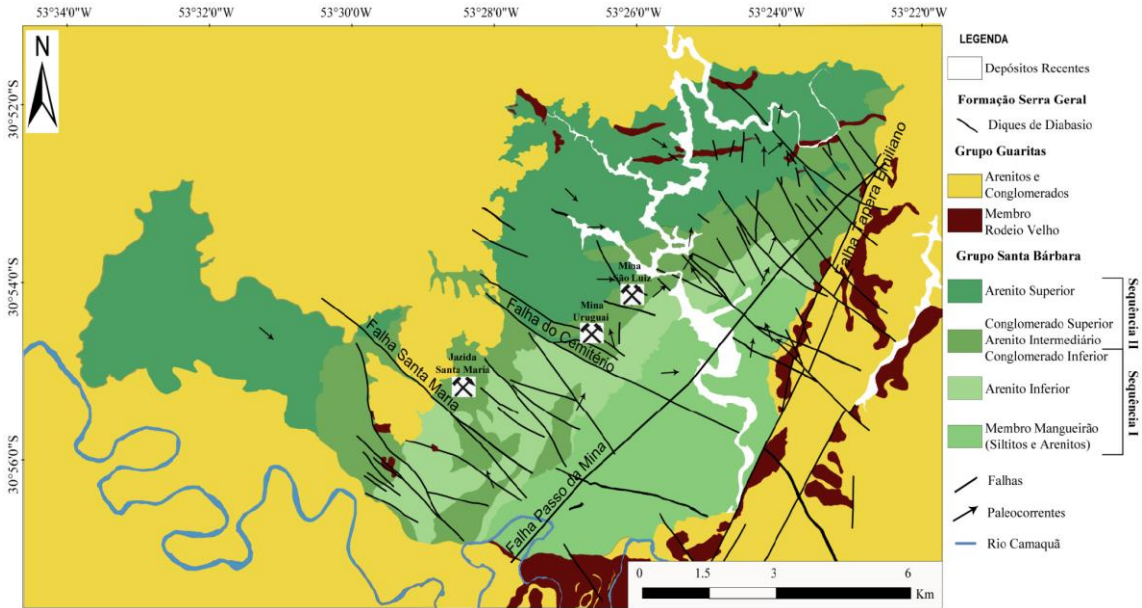 53°34'0"W
53°32'0"W
53°30'0"W
53°28'0"W
53°26'0"W
53°24'0"W
53°22'0"W
N
30°52'0"S
30°54'0"S
30°56'0"S
Falha Tapera Emiliano
Mina
São Luiz
Mina
Uruguai
Falha do Cemitério
Jazida
Santa Maria
Falha Santa Maria
Falha Passo da Mina
0
1.5
3
6
Km
LEGENDA
Depósitos Recentes
Formação Serra Geral
Diques de Diabasio
Grupo Guaritas
Arenitos e
Conglomerados
Membro
Rodeio Velho
Grupo Santa Bárbara
Arenito Superior
Conglomerado Superior
Arenito Intermediário
Conglomerado Inferior
Arenito Inferior
Membro Mangueirão
(Siltitos e Arenitos)
Sequência II
Sequência I
Falhas
Paleocorrentes
Rio Camaquã